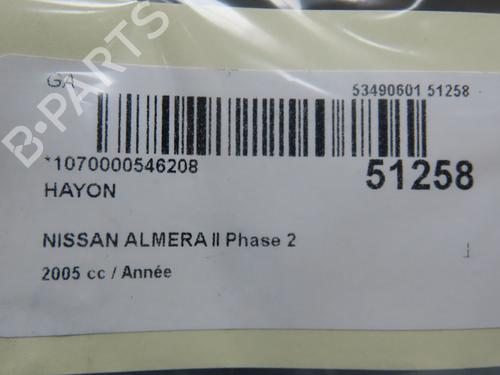 GA
53490601 51258
*1070000546208
51258
HAYON
NISSAN ALMERA II Phase 2
2005 cc / Année
B-PARTS